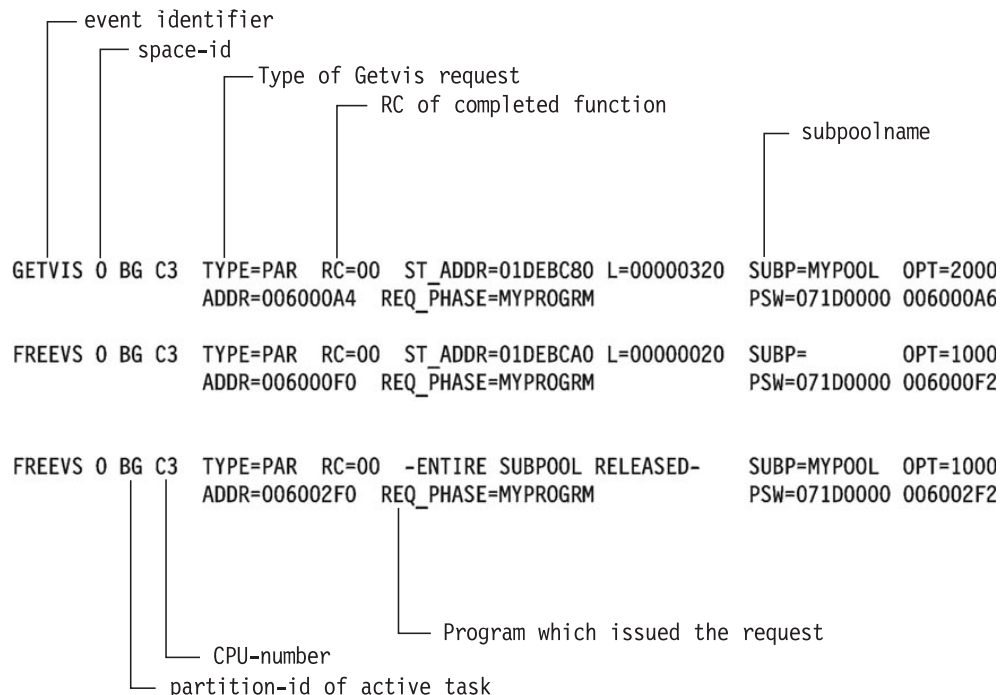 event identifier
space-id
Type of Getvis request
RC of completed function
subpoolname
GETVIS 0 BG C3 TYPE=PAR RC=00 ST_ADDR=01DEBC80 L=00000320 SUBP=MYPOOL OPT=2000
ADDR=006000A4 REQ_PHASE=MYPROGRM PSW=071D0000 006000A6
FREEVS 0 BG C3 TYPE=PAR RC=00 ST_ADDR=01DEBCA0 L=00000020 SUBP= OPT=1000
ADDR=006000F0 REQ_PHASE=MYPROGRM PSW=071D0000 006000F2
FREEVS 0 BG C3 TYPE=PAR RC=00 -ENTIRE SUBPOOL RELEASED- SUBP=MYPOOL OPT=1000
ADDR=006002F0 REQ_PHASE=MYPROGRM PSW=071D0000 006002F2
Program which issued the request
CPU-number
partition-id of active task